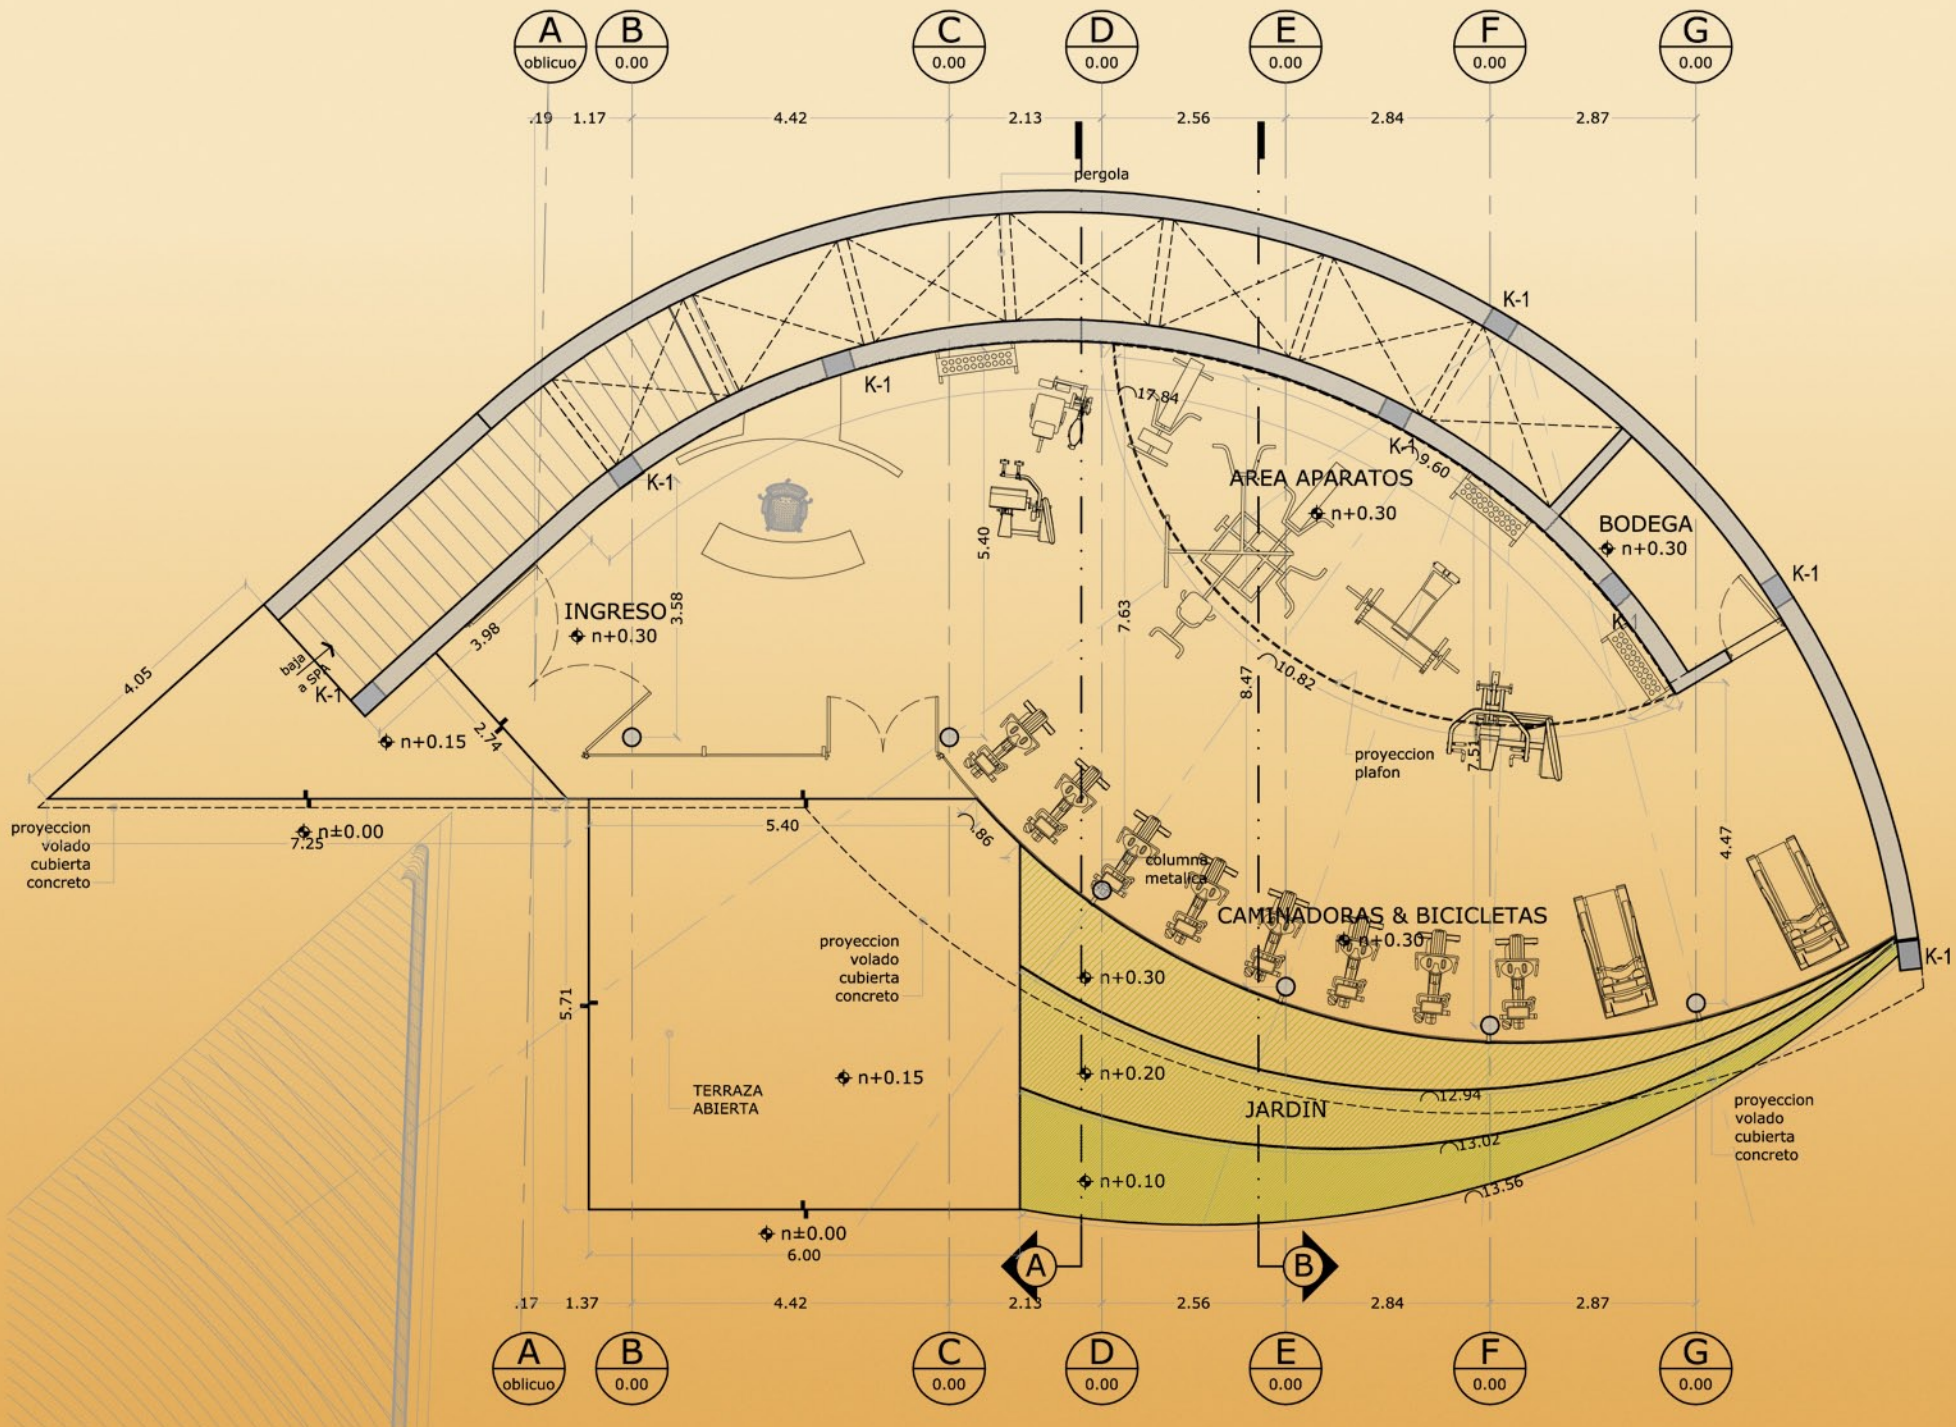 A
B
C
D
E
F
G
oblicuo
0.00
0.00
0.00
0.00
0.00
0.00
.19
1.17
4.42
2.13
2.56
2.84
2.87
pergola
K-1
K-1
17.84
K-1
9.60
K-1
AREA APARATOS
n+0.30
BODEGA
n+0.30
5.40
K-1
INGRESO
n+0.30
3.58
7.63
K-1
3.98
baja
a SPA
K-1
4.05
10.82
8.47
n+0.15
2.74
proyeccion
plafon
proyeccion
volado
cubierta
concreto
n±0.00
7.25
5.40
.86
columna
metalica
4.47
CAMINADORAS & BICICLETAS
n+0.30
proyeccion
volado
cubierta
concreto
K-1
n+0.30
5.71
n+0.15
n+0.20
TERRAZA
ABIERTA
12.94
JARDIN
13.02
proyeccion
volado
cubierta
concreto
n+0.10
13.56
n±0.00
6.00
A
B
.17
1.37
4.42
2.13
2.56
2.84
2.87
A
B
C
D
E
F
G
oblicuo
0.00
0.00
0.00
0.00
0.00
0.00